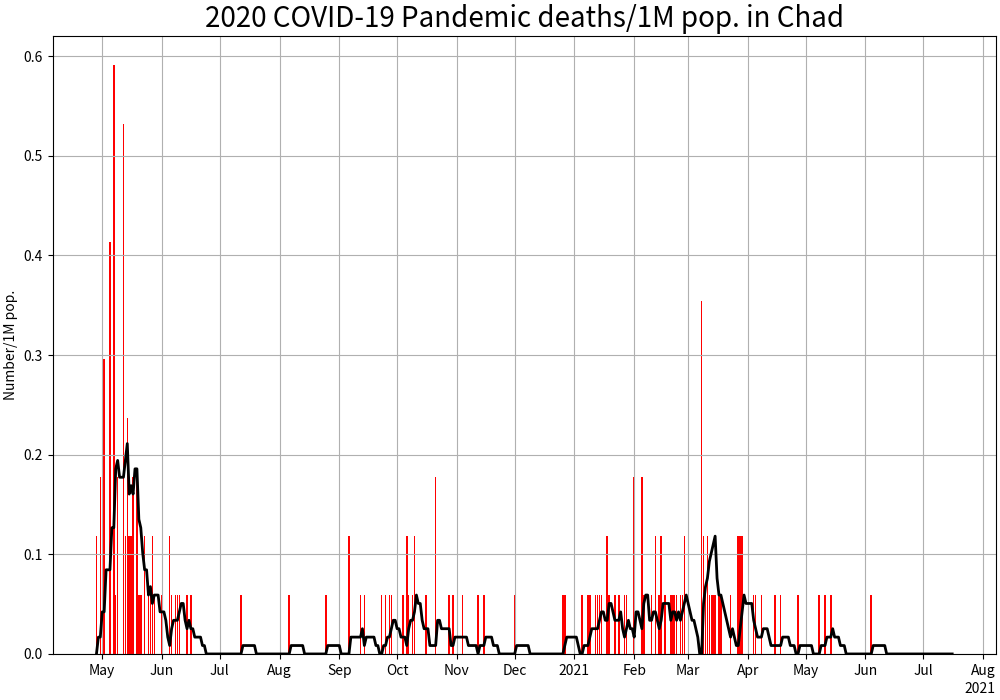 2020 COVID-19 Pandemic deaths/1M pop. in Chad
Number/1M pop.
0.6
0.5
0.4
0.3
0.2
0.1
0.0
May Jun Jul Aug Sep Oct Nov Dec 2021 Feb Mar Apr May Jun Jul Aug
2021